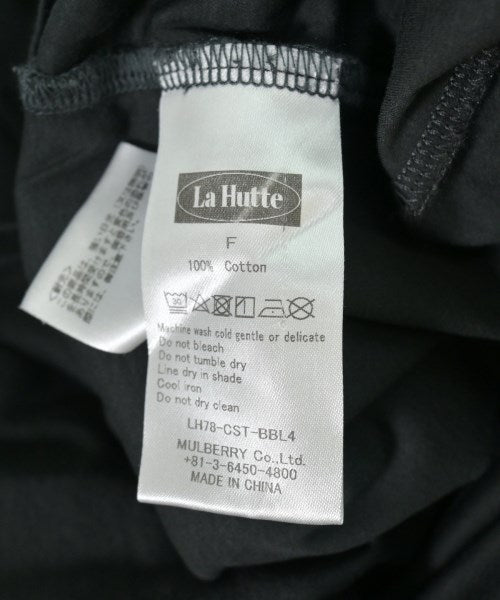 La Hutte
F
100% Cotton
30
Machine wash cold gentle or delicate
Do not bleach
Do not tumble dry
Line dry in shade
Cool iron
Do not dry clean
LH78-CST-BBL4
MULBERRY Co., Ltd.
+81-3-6450-4800
MADE IN CHINA